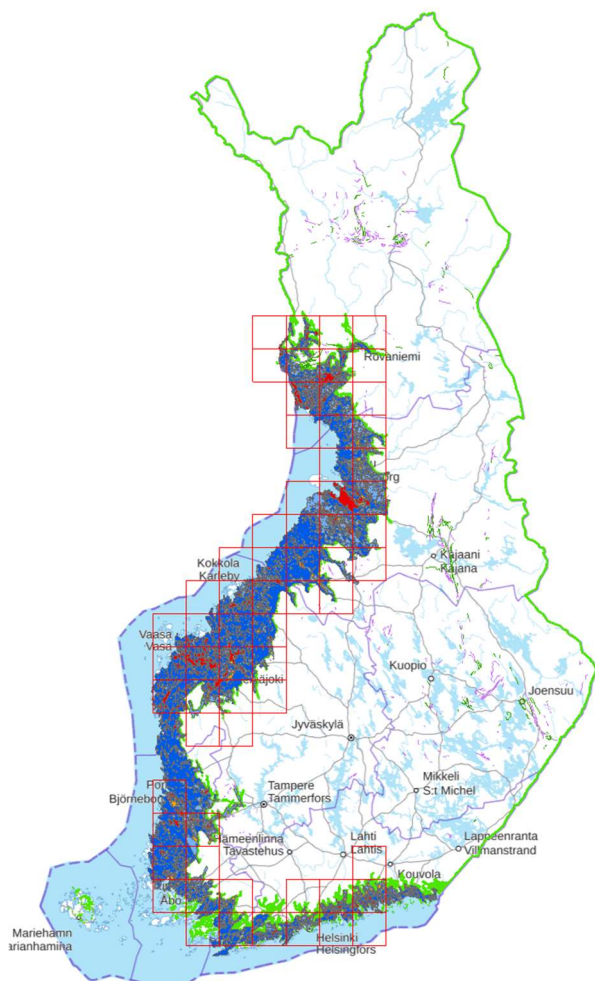 Rovaniemi
Kajaani
Kajana
Kokkola
Karleby
Vaasa
Vasa
Kuopio
Joensuu
Jyväskylä
Mikkeli
S:t Michel
Björneborg
Tampere
Tammerfors
Hämeenlinna
Tavastehus
Lahti
Lahtis
Lappeenranta
Villmanstrand
Kouvola
Åbo
Mariehamn
arianhamina
Helsinki
Helsingfors